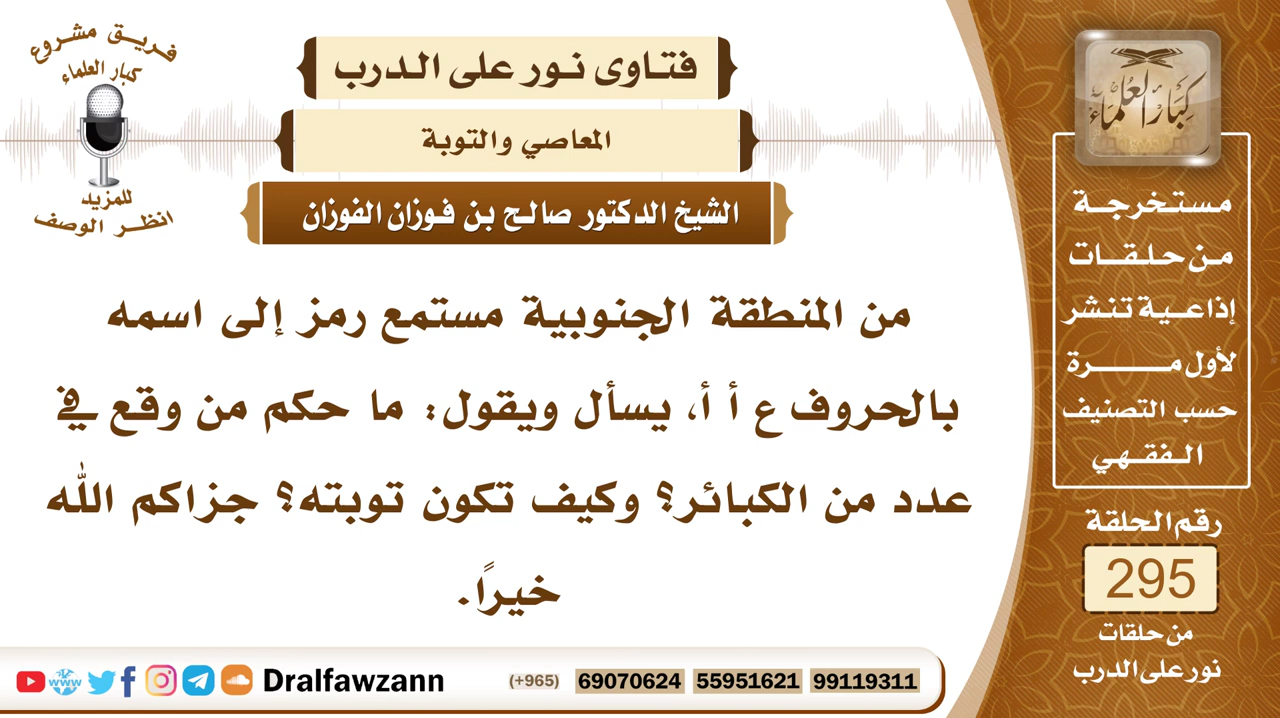 فريق مشروع
كبار العلماء
للمزيد
انظر الوصف
فتاوى نور على الدرب
المعاصي والتوبة
الشيخ الدكتور صالح بن فوزان الفوزان
من المنطقة الجنوبية مستمع رمز إلى اسمه
بالحروف ع أ أ، يسأل ويقول: ما حكم من وقع في
عدد من الكبائر؟ وكيف تكون توبته؟ جزاكم الله
خيرًا.
كبار العلماء
مستخرجة
من حلقات
إذاعية تنشر
لأول مرة
حسب التصنيف
الفقهي
رقم الحلقة
295
من حلقات
نور على الدرب
www Dralfawzann (+965) 69070624 55951621 99119311